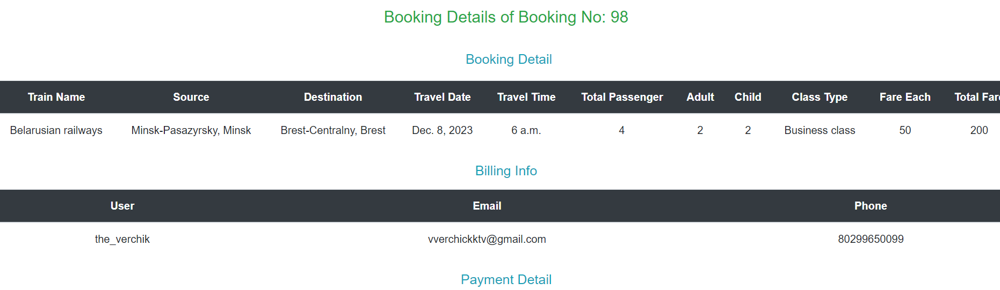 Booking Details of Booking No: 98
Booking Detail
Train Name Source Destination Travel Date Travel Time Total Passenger Adult Child Class Type Fare Each Total Fare
Belarusian railways Minsk-Pasazyrsky, Minsk Brest-Centralny, Brest Dec. 8, 2023 6 a.m. 4 2 2 Business class 50 200
Billing Info
User Email Phone
the_verchik vverchickktv@gmail.com 80299650099
Payment Detail